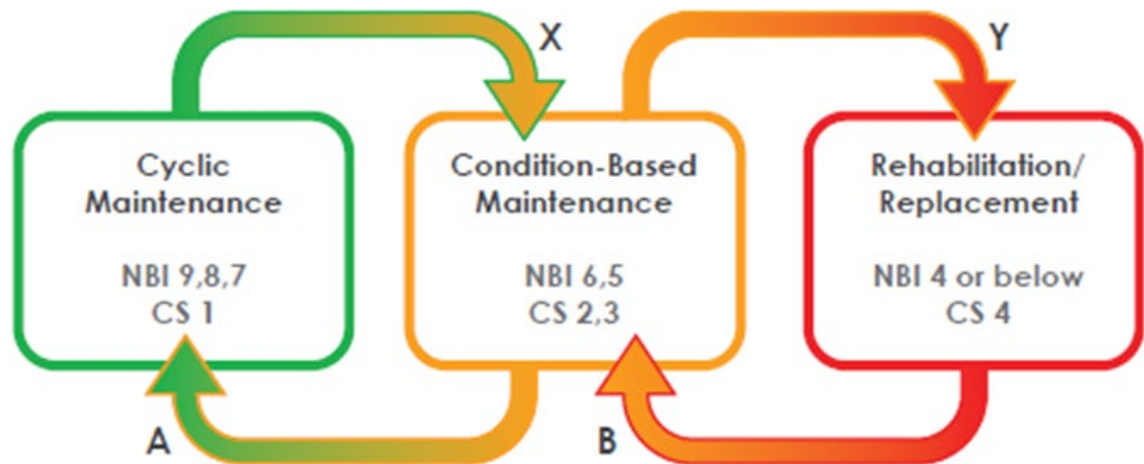 X
Y
Cyclic
Maintenance
NBI 9,8,7
CS 1
Condition-Based
Maintenance
NBI 6,5
CS 2,3
Rehabilitation/
Replacement
NBI 4 or below
CS 4
A
B